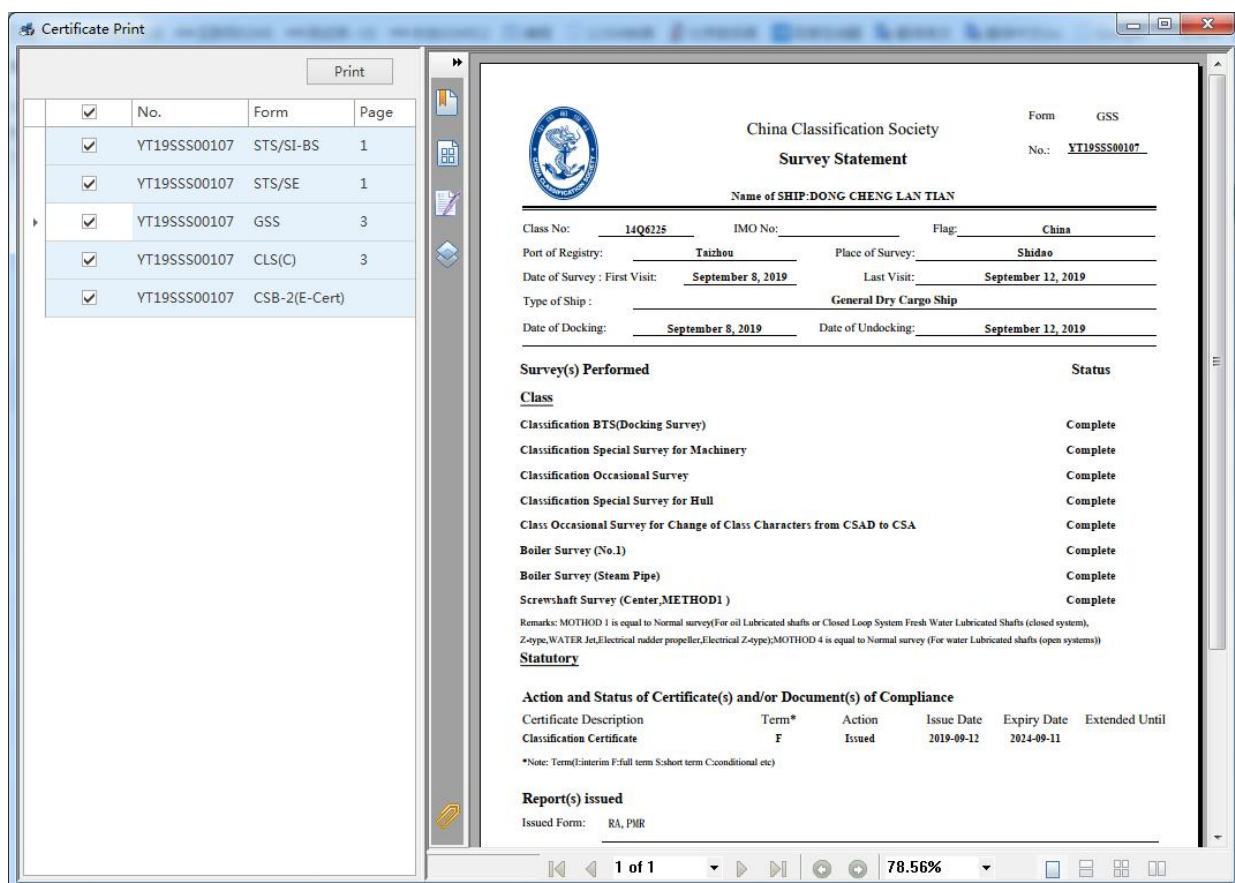 Certificate Print
Print
No. Form Page
YT19SSS00107 STS/SI-BS 1
YT19SSS00107 STS/SE 1
YT19SSS00107 GSS 3
YT19SSS00107 CLS(C) 3
YT19SSS00107 CSB-2(E-Cert)
CHINA CLASSIFICATION SOCIETY
China Classification Society
Form GSS
Survey Statement
No.: YT19SSS00107
Name of SHIP:DONG CHENG LAN TIAN
Class No: 14Q6225 IMO No: Flag: China
Port of Registry: Taizhou Place of Survey: Shidao
Date of Survey : First Visit: September 8, 2019 Last Visit: September 12, 2019
Type of Ship : General Dry Cargo Ship
Date of Docking: September 8, 2019 Date of Undocking: September 12, 2019
Survey(s) Performed Status
Class
Classification BTS(Docking Survey) Complete
Classification Special Survey for Machinery Complete
Classification Occasional Survey Complete
Classification Special Survey for Hull Complete
Class Occasional Survey for Change of Class Characters from CSAD to CSA Complete
Boiler Survey (No.1) Complete
Boiler Survey (Steam Pipe) Complete
Screwshaft Survey (Center,METHOD1 ) Complete
Remarks: MOTHOD 1 is equal to Normal survey(For oil Lubricated shafts or Closed Loop System Fresh Water Lubricated Shafts (closed system),
Z-type,WATER Jet,Electrical rudder propeller,Electrical Z-type);MOTHOD 4 is equal to Normal survey (For water Lubricated shafts (open systems))
Statutory
Action and Status of Certificate(s) and/or Document(s) of Compliance
Certificate Description Term* Action Issue Date Expiry Date Extended Until
Classification Certificate F Issued 2019-09-12 2024-09-11
*Note: Term(I:interim F:full term S:short term C:conditional etc)
Report(s) issued
Issued Form: RA, PMR
1 of 1 78.56%